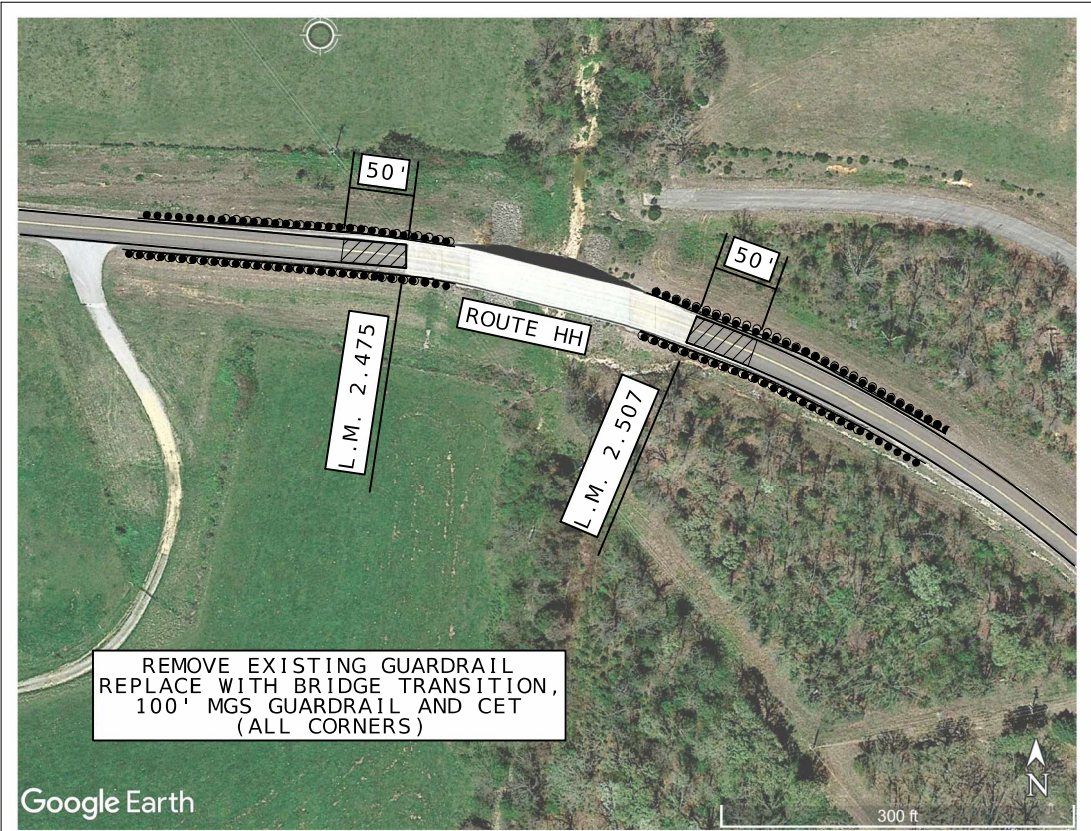 50'
50'
ROUTE HH
L.M. 2.475
L.M. 2.507
REMOVE EXISTING GUARDRAIL
REPLACE WITH BRIDGE TRANSITION,
100' MGS GUARDRAIL AND CET
(ALL CORNERS)
N
Google Earth
300 ft